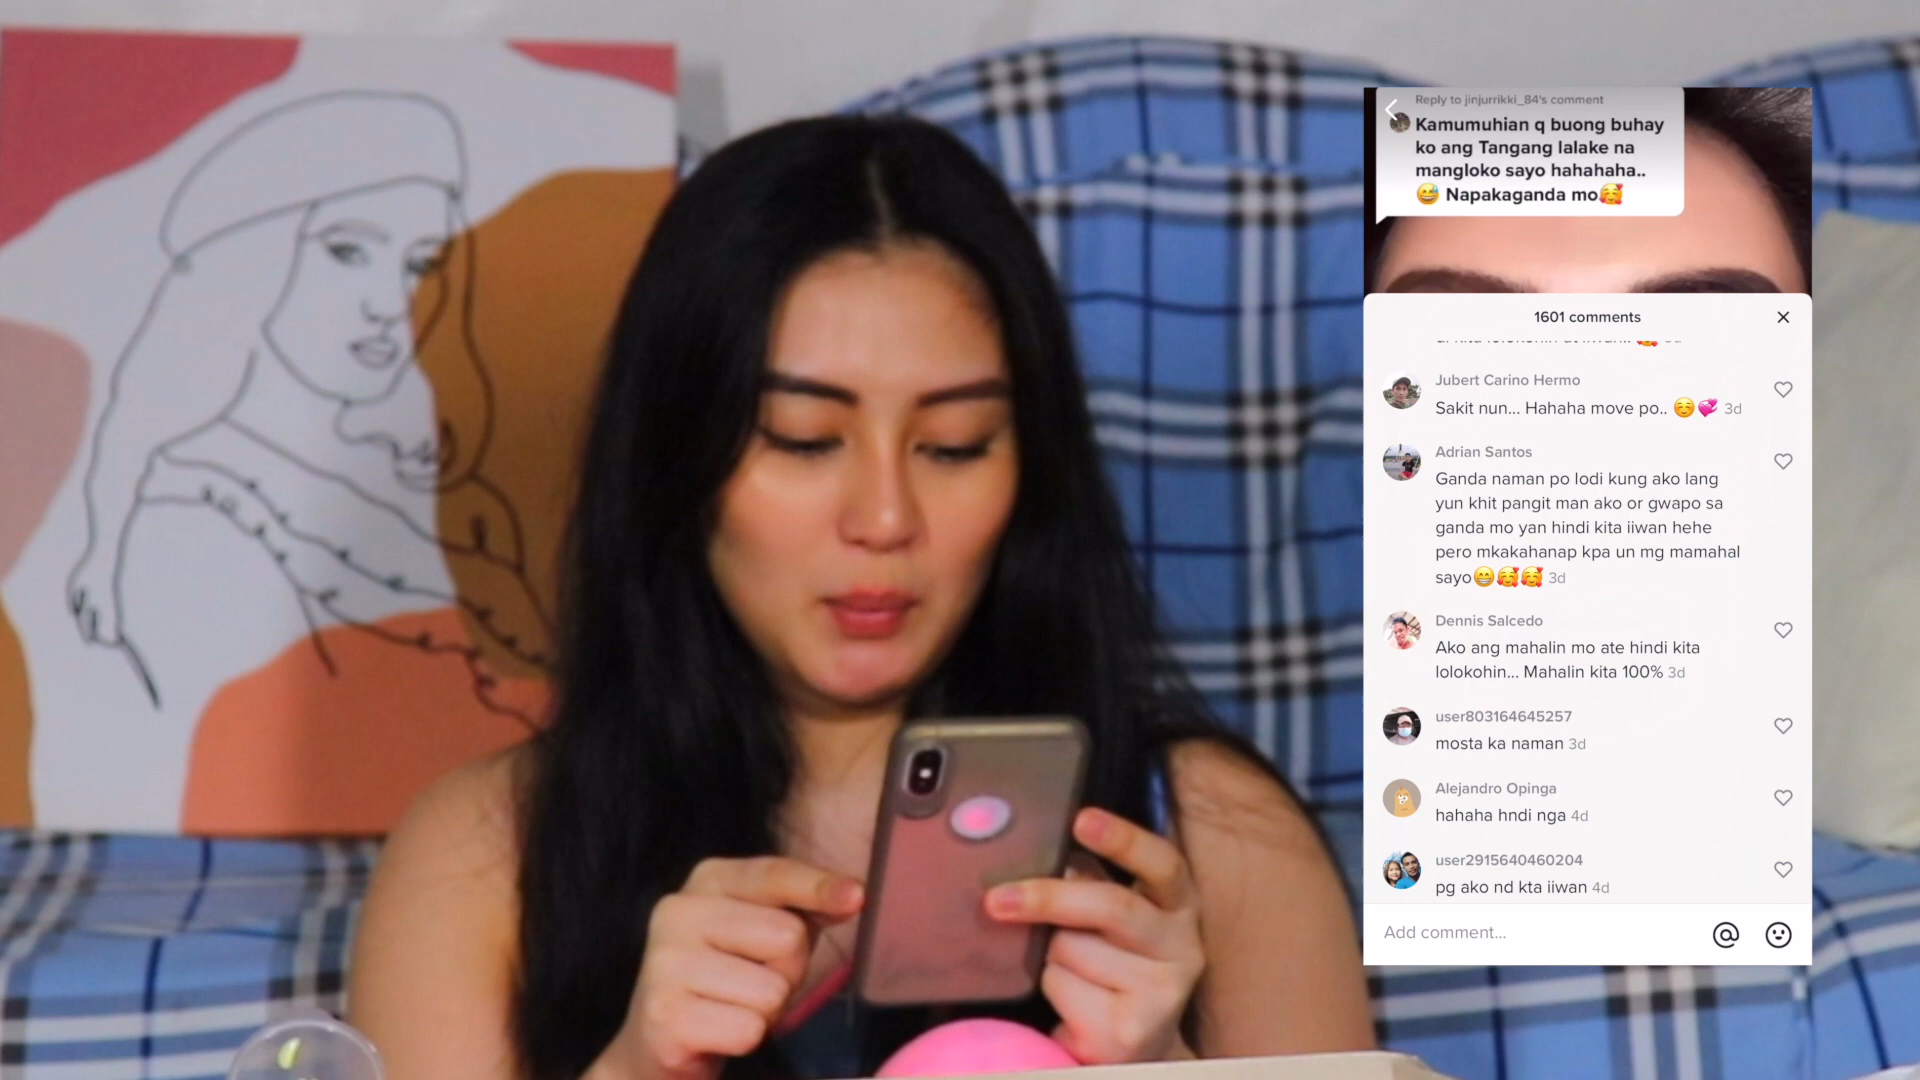 Reply to jinjurrikki_84's comment
Kamumuhian q buong buhay
ko ang Tangang lalake na
mangloko sayo hahahaha..
😅 Napakaganda mo🥰
1601 comments
Jubert Carino Hermo
Sakit nun... Hahaha move po.. ☺️💞 3d
Adrian Santos
Ganda naman po lodi kung ako lang
yun khit pangit man ako or gwapo sa
ganda mo yan hindi kita iiwan hehe
pero mkakahanap kpa un mg mamahal
sayo😁🥰🥰 3d
Dennis Salcedo
Ako ang mahalin mo ate hindi kita
lolokohin... Mahalin kita 100% 3d
user803164645257
mosta ka naman 3d
Alejandro Opinga
hahaha hndi nga 4d
user2915640460204
pg ako nd kta iiwan 4d
Add comment...